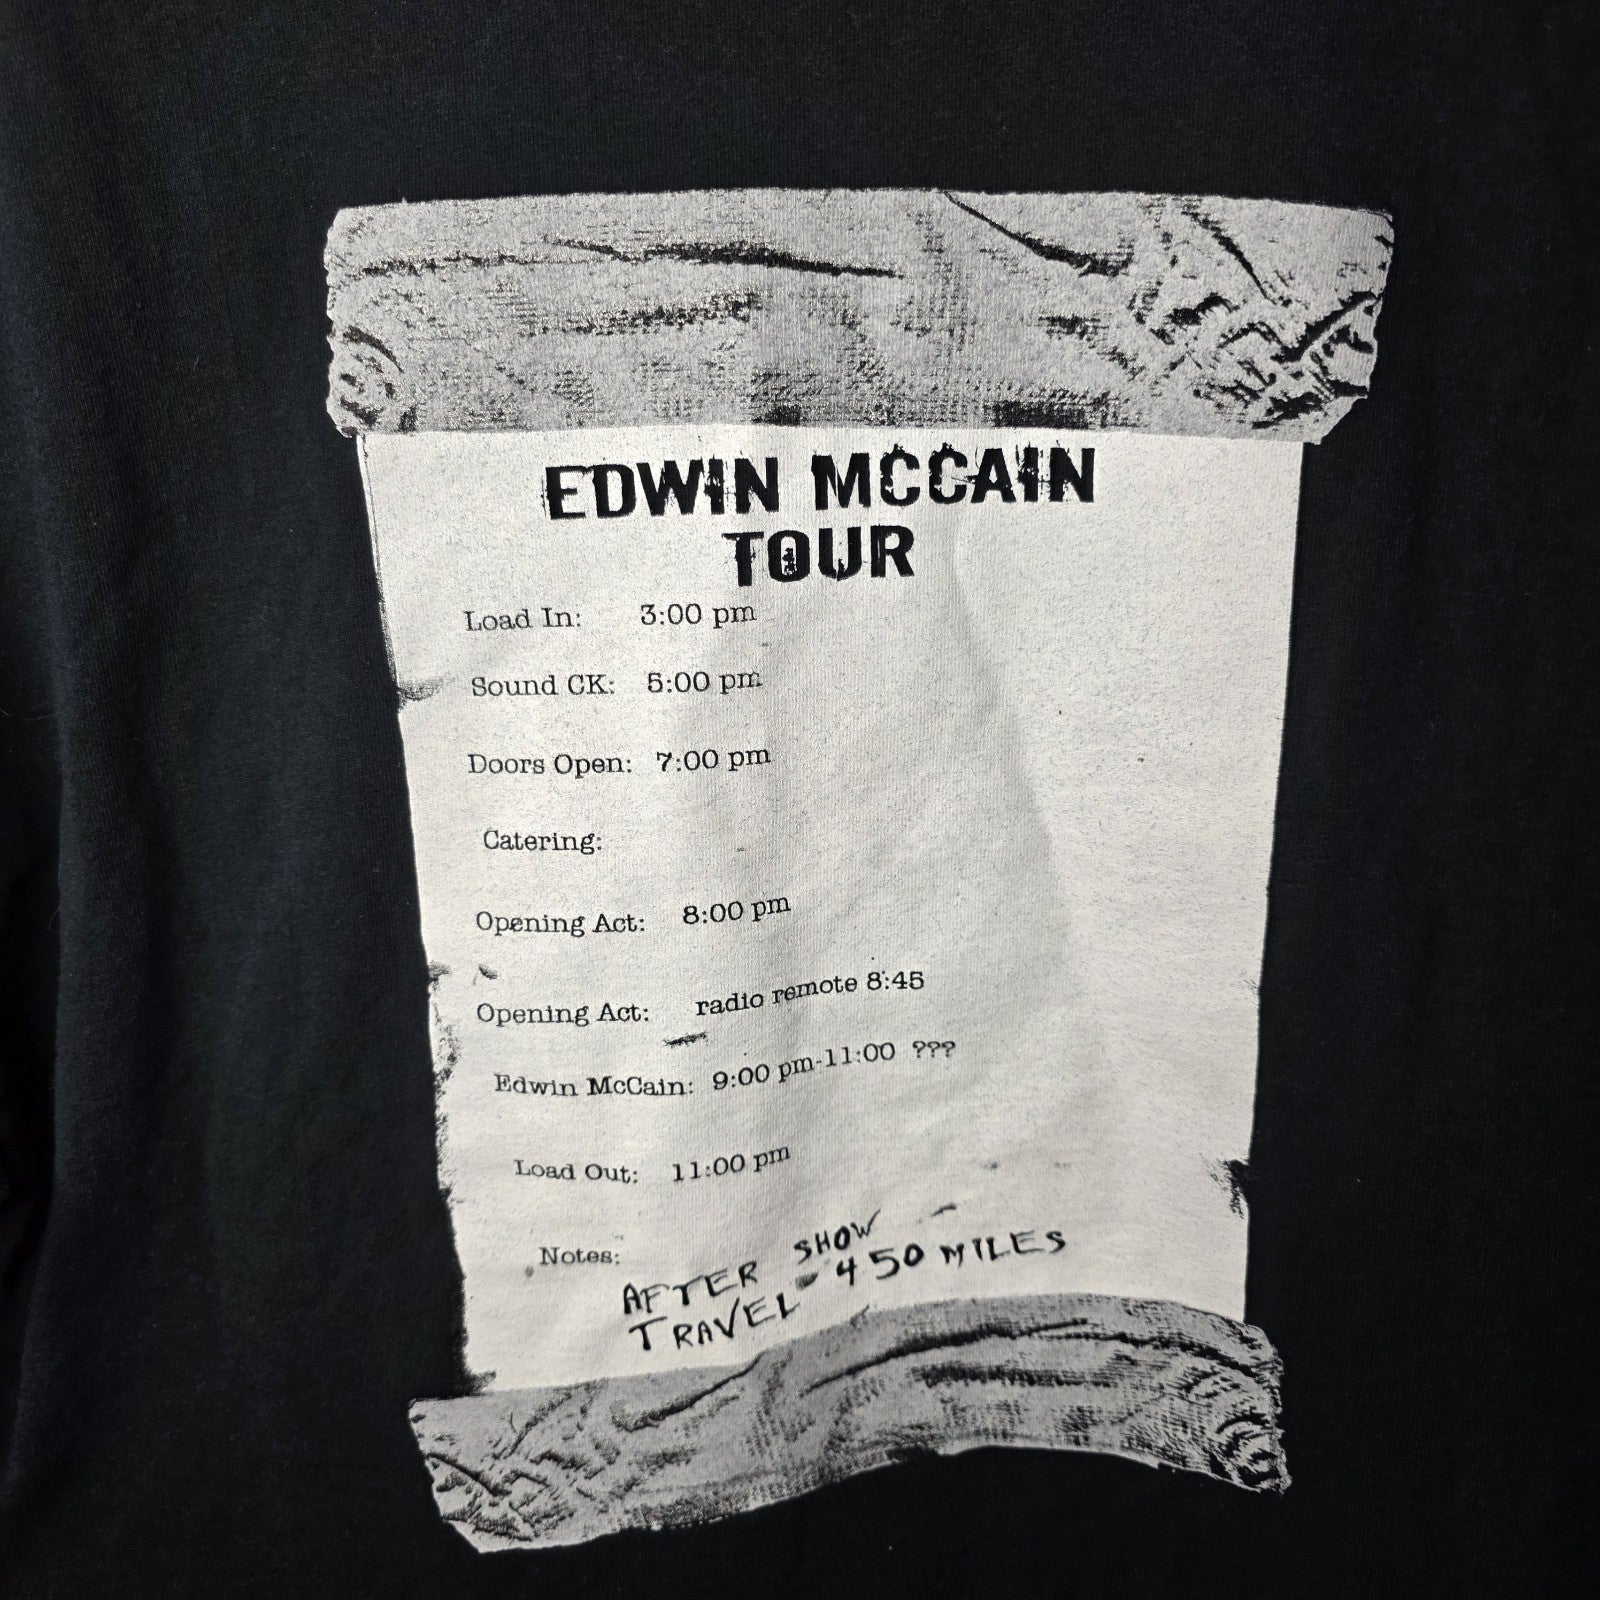 EDWIN MCCAIN
TOUR
Load In: 3:00 pm
Sound CK: 5:00 pm
Doors Open: 7:00 pm
Catering:
Opening Act: 8:00 pm
Opening Act: radio remote 8:45
Edwin McCain: 9:00 pm-11:00 ???
Load Out: 11:00 pm
Notes:
AFTER SHOW
TRAVEL - 450 MILES